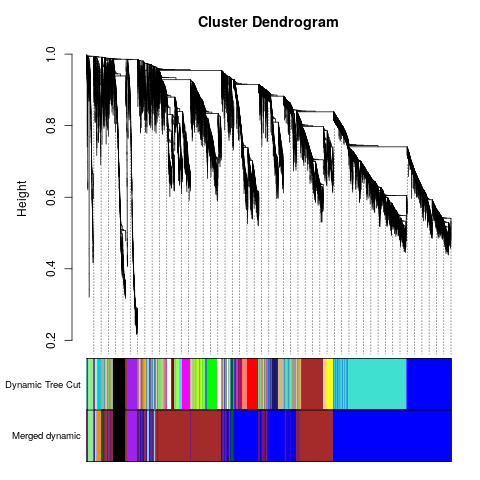 Cluster Dendrogram
Height
1.0
0.8
0.6
0.4
0.2
Dynamic Tree Cut
Merged dynamic